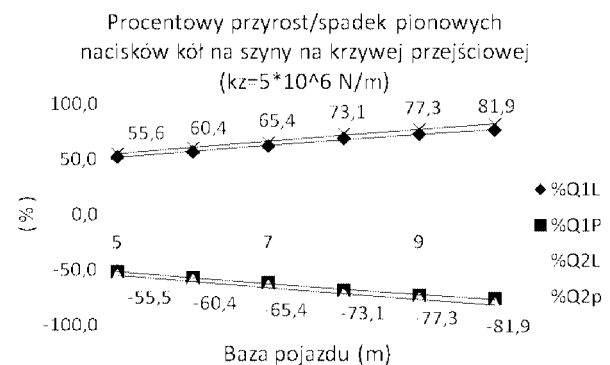 Procentowy przyrost/spadek pionowych
nacisków kół na szyny na krzywej przejściowej
(kz=5*10^6 N/m)
100,0
50,0
0,0
-50,0
-100,0
(%)
55,6 60,4 65,4 73,1 77,3 81,9
5 7 9
-55,5 -60,4 -65,4 -73,1 -77,3 -81,9
Baza pojazdu (m)
%Q1L
%Q1P
%Q2L
%Q2p